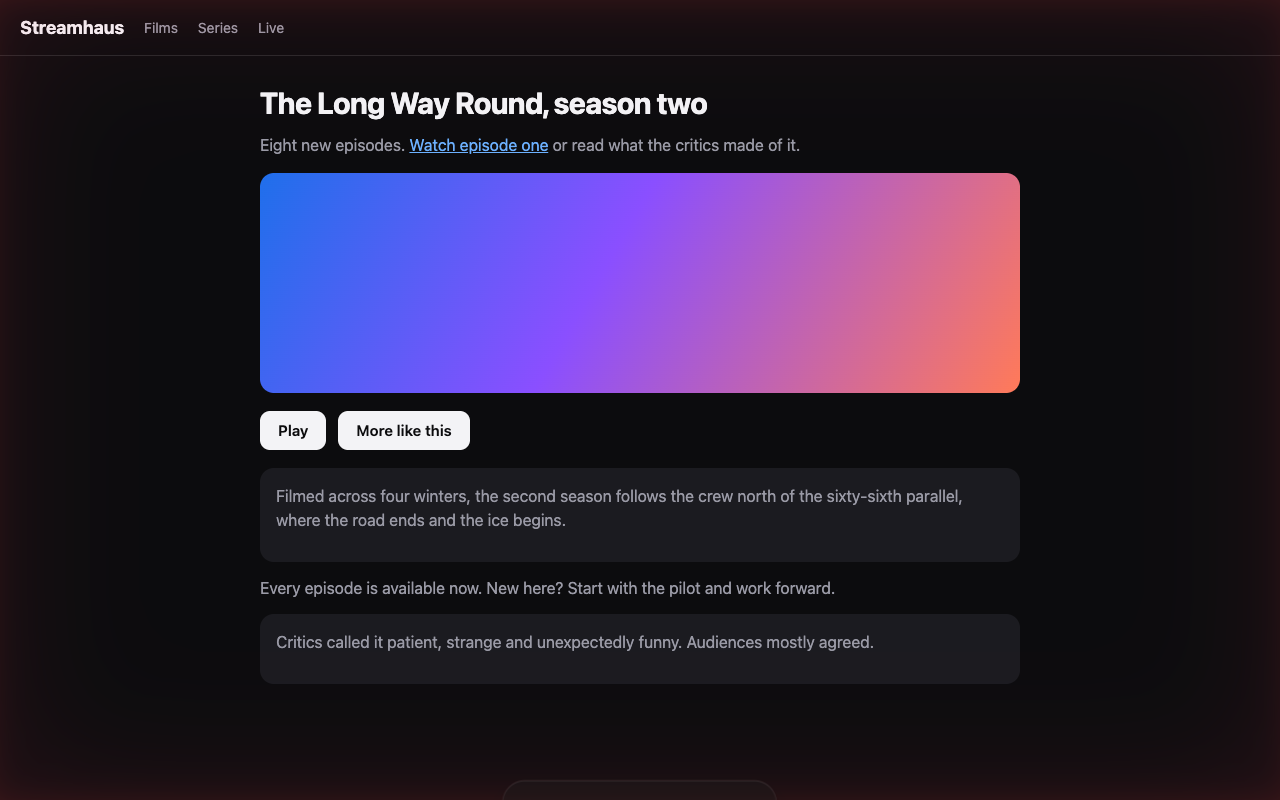 Streamhaus Films Series Live
The Long Way Round, season two
Eight new episodes. Watch episode one or read what the critics made of it.
Play More like this
Filmed across four winters, the second season follows the crew north of the sixty-sixth parallel,
where the road ends and the ice begins.
Every episode is available now. New here? Start with the pilot and work forward.
Critics called it patient, strange and unexpectedly funny. Audiences mostly agreed.